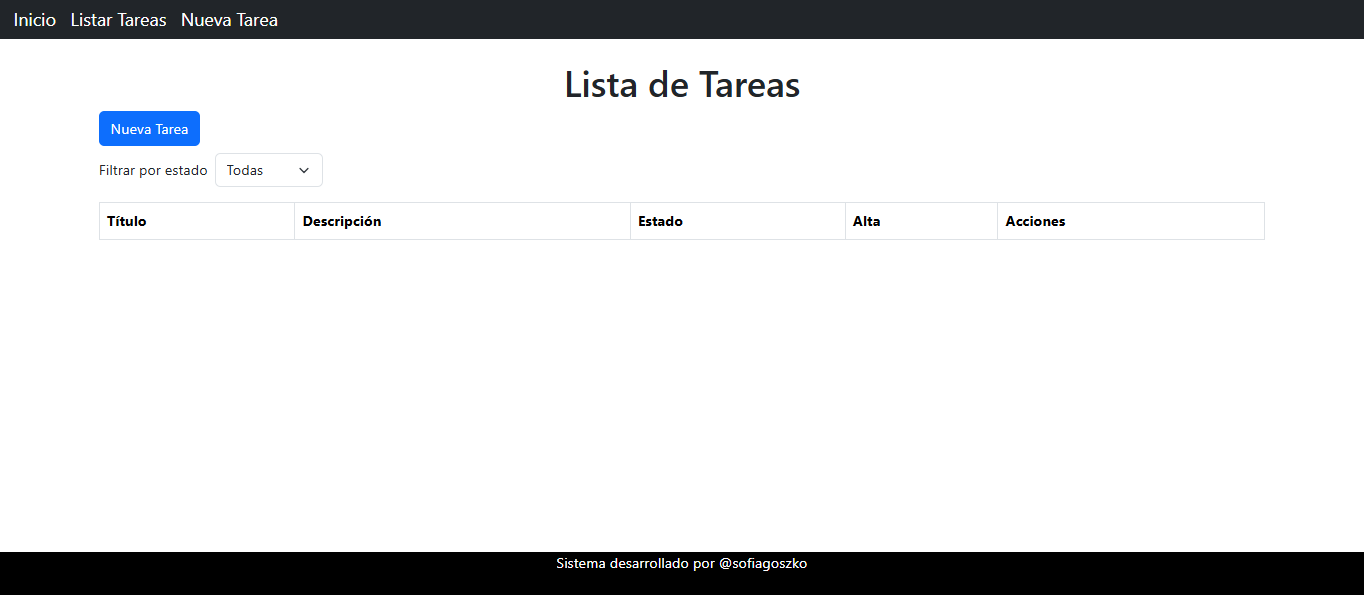 Inicio Listar Tareas Nueva Tarea
Lista de Tareas
Nueva Tarea
Filtrar por estado Todas
Título Descripción Estado Alta Acciones
Sistema desarrollado por @sofiagoszko